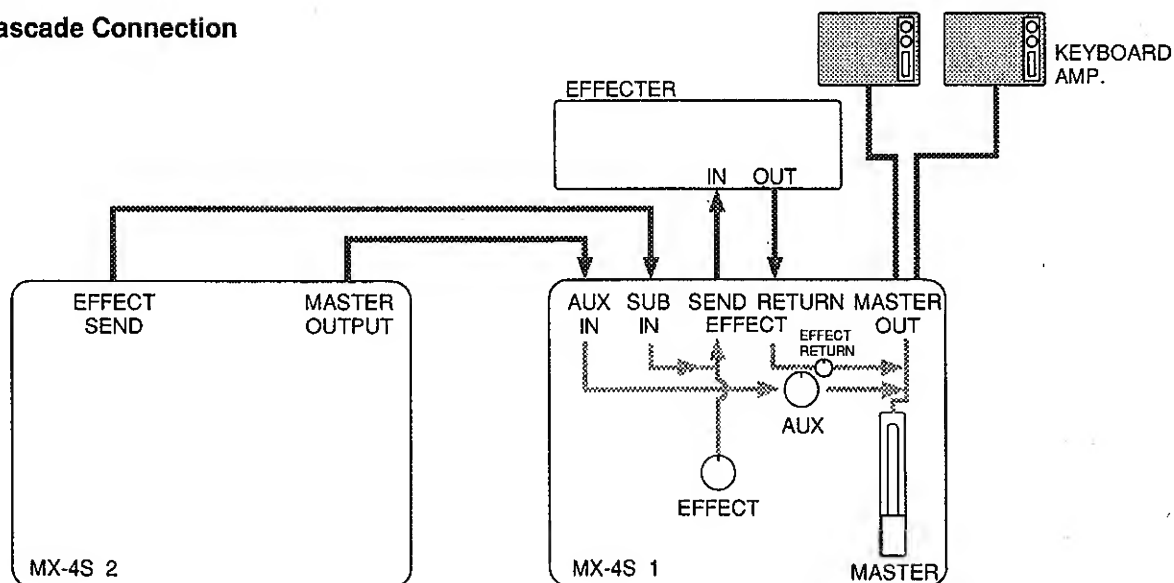 ascade Connection
KEYBOARD
AMP.
EFFECTER
IN OUT
EFFECT
SEND
MASTER
OUTPUT
AUX
IN
SUB
IN
SEND RETURN
EFFECT
MASTER
OUT
EFFECT
RETURN
AUX
EFFECT
MX-4S 2
MX-4S 1
MASTER